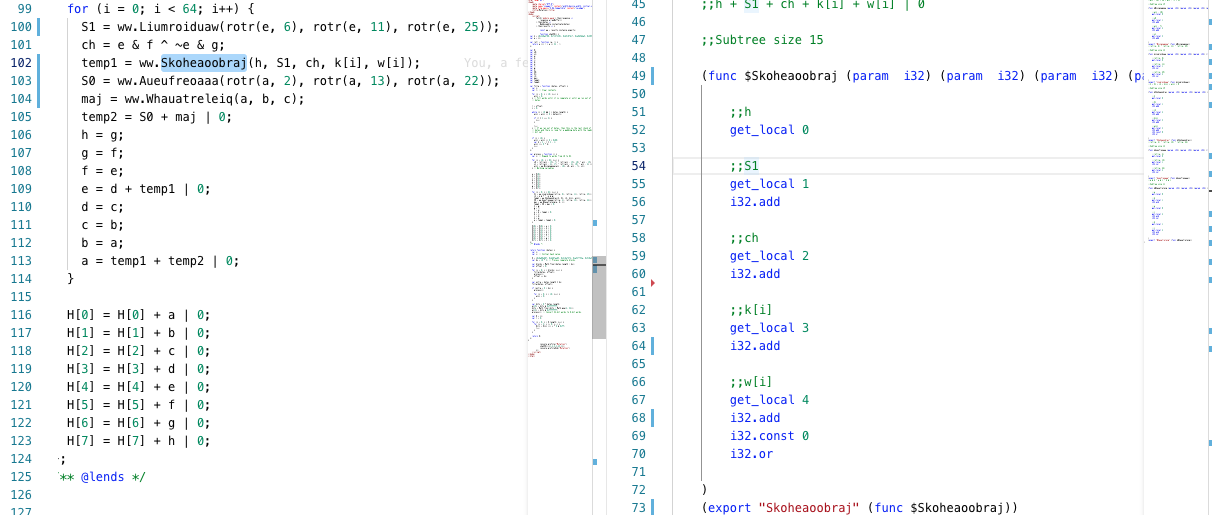 99 for (i = 0; i < 64; i++) {
100 S1 = ww.Liumroiduaw(rotr(e, 6), rotr(e, 11), rotr(e, 25));
101 ch = e & f ^ ~e & g;
102 temp1 = ww.Skoheaoobraj(h, S1, ch, k[i], w[i]); You, a fe
103 S0 = ww.Aueufreoaaa(rotr(a, 2), rotr(a, 13), rotr(a, 22));
104 maj = ww.Whauatreleiq(a, b, c);
105 temp2 = S0 + maj | 0;
106 h = g;
107 g = f;
108 f = e;
109 e = d + temp1 | 0;
110 d = c;
111 c = b;
112 b = a;
113 a = temp1 + temp2 | 0;
114 }
115
116 H[0] = H[0] + a | 0;
117 H[1] = H[1] + b | 0;
118 H[2] = H[2] + c | 0;
119 H[3] = H[3] + d | 0;
120 H[4] = H[4] + e | 0;
121 H[5] = H[5] + f | 0;
122 H[6] = H[6] + g | 0;
123 H[7] = H[7] + h | 0;
124 ;
125 ** @lends */
126
127
45 ;;h + S1 + ch + k[i] + w[i] | 0
46
47 ;;Subtree size 15
48
49 (func $Skoheaoobraj (param i32) (param i32) (param i32) (pa
50
51 ;;h
52 get_local 0
53
54 ;;S1
55 get_local 1
56 i32.add
57
58 ;;ch
59 get_local 2
60 i32.add
61
62 ;;k[i]
63 get_local 3
64 i32.add
65
66 ;;w[i]
67 get_local 4
68 i32.add
69 i32.const 0
70 i32.or
71
72 )
73 (export "Skoheaoobraj" (func $Skoheaoobraj))